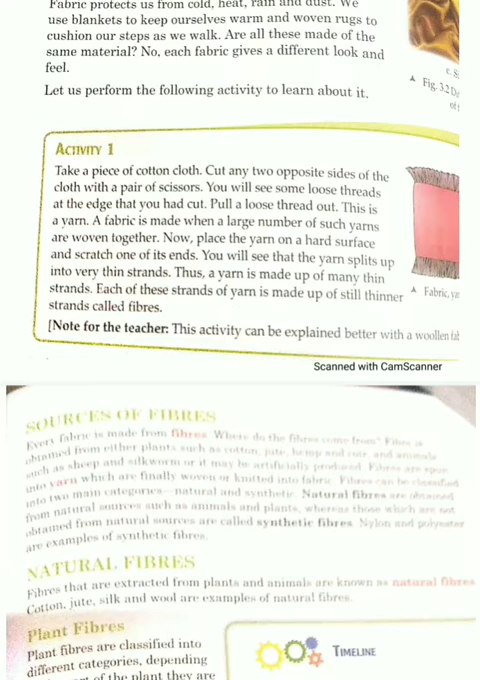 Fabric protects us from cold, heat, rain and dust. We
use blankets to keep ourselves warm and woven rugs to
cushion our steps as we walk. Are all these made of the
same material? No, each fabric gives a different look and
feel.
Let us perform the following activity to learn about it.
c. Si
▲ Fig. 3.2 De
of f
ACTIVITY 1
Take a piece of cotton cloth. Cut any two opposite sides of the
cloth with a pair of scissors. You will see some loose threads
at the edge that you had cut. Pull a loose thread out. This is
a yarn. A fabric is made when a large number of such yarns
are woven together. Now, place the yarn on a hard surface
and scratch one of its ends. You will see that the yarn splits up
into very thin strands. Thus, a yarn is made up of many thin
strands. Each of these strands of yarn is made up of still thinner
strands called fibres.
▲ Fabric, yar
[Note for the teacher: This activity can be explained better with a woollen fab
Scanned with CamScanner
SOURCES OF FIBRES
Every fabric is made from fibres. Where do the fibres come from? Fibre is
obtained from either plants such as cotton, jute, hemp and coir, and animals
such as sheep and silkworm or it may be artificially produced. Fibres are spun
into yarn which are finally woven or knitted into fabric. Fibres can be classified
into two main categories—natural and synthetic. Natural fibres are obtained
from natural sources such as animals and plants, whereas those which are not
obtained from natural sources are called synthetic fibres. Nylon and polyester
are examples of synthetic fibres.
NATURAL FIBRES
Fibres that are extracted from plants and animals are known as natural fibres.
Cotton, jute, silk and wool are examples of natural fibres.
Plant Fibres
Plant fibres are classified into
different categories, depending
of the plant they are
TIMELINE